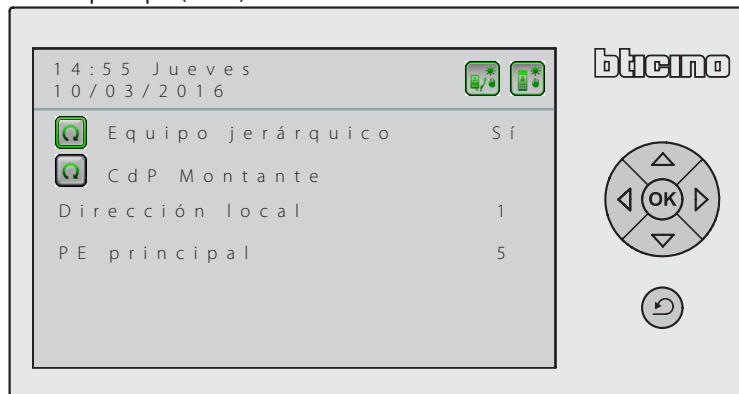 14:55 Jueves
10/03/2016
bticino
Equipo jerárquico Sí
CdP Montante
Dirección local 1
PE principal 5
OK